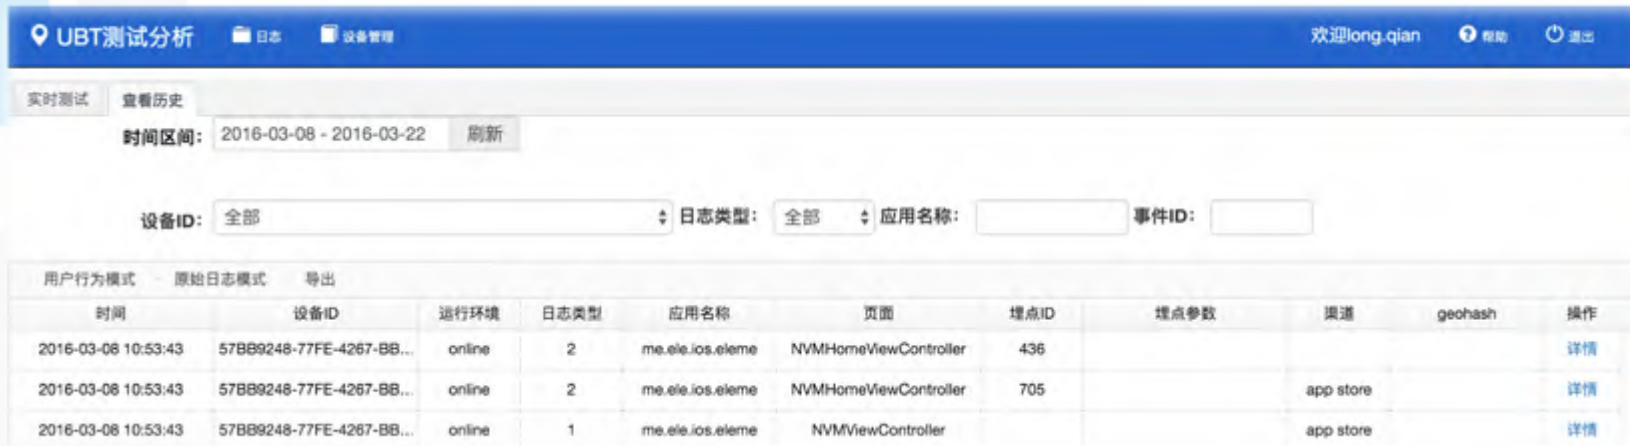 UBT测试分析 日志 设备管理 欢迎long.qian 帮助 退出
实时测试 查看历史
时间区间： 2016-03-08 - 2016-03-22 刷新
设备ID： 全部 日志类型： 全部 应用名称： 事件ID：
用户行为模式 - 原始日志模式 导出
时间 设备ID 运行环境 日志类型 应用名称 页面 埋点ID 埋点参数 渠道 geohash 操作
2016-03-08 10:53:43 57BB9248-77FE-4267-BB... online 2 me.ele.ios.eleme NVMHomeViewController 436 详情
2016-03-08 10:53:43 57BB9248-77FE-4267-BB... online 2 me.ele.ios.eleme NVMHomeViewController 705 app store 详情
2016-03-08 10:53:43 57BB9248-77FE-4267-BB... online 1 me.ele.ios.eleme NVMViewController app store 详情